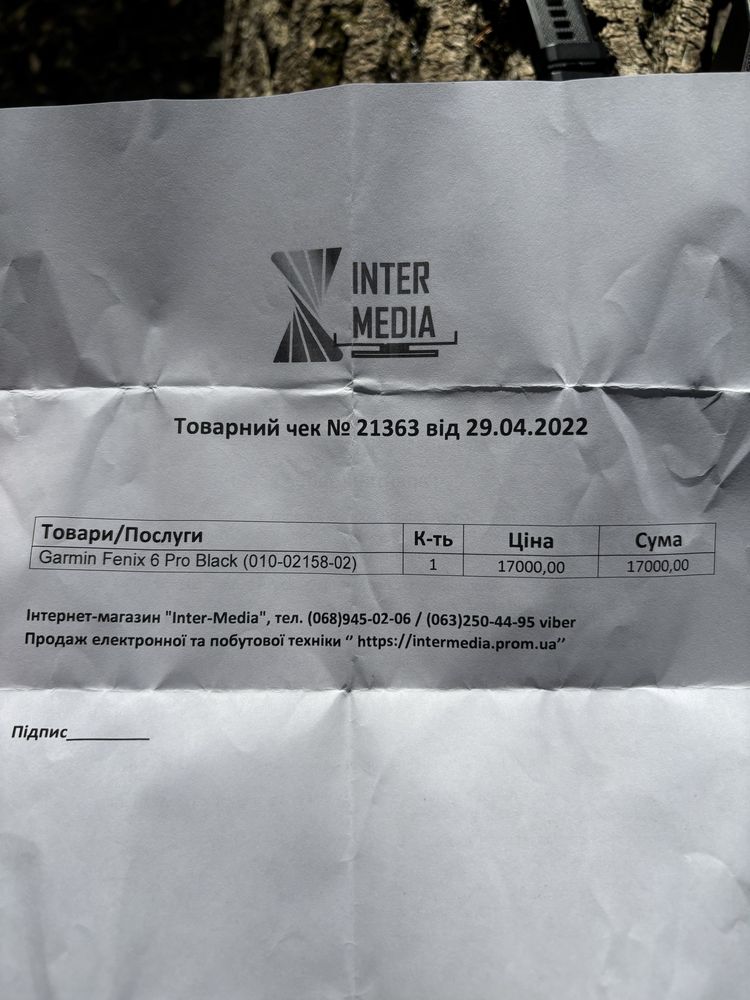 INTER
MEDIA
Товарний чек № 21363 від 29.04.2022
Товари/Послуги К-ть Ціна Сума
Garmin Fenix 6 Pro Black (010-02158-02) 1 17000,00 17000,00
Інтернет-магазин "Inter-Media", тел. (068)945-02-06 / (063)250-44-95 viber
Продаж електронної та побутової техніки ‘’ https://intermedia.prom.ua’’
Підпис__________